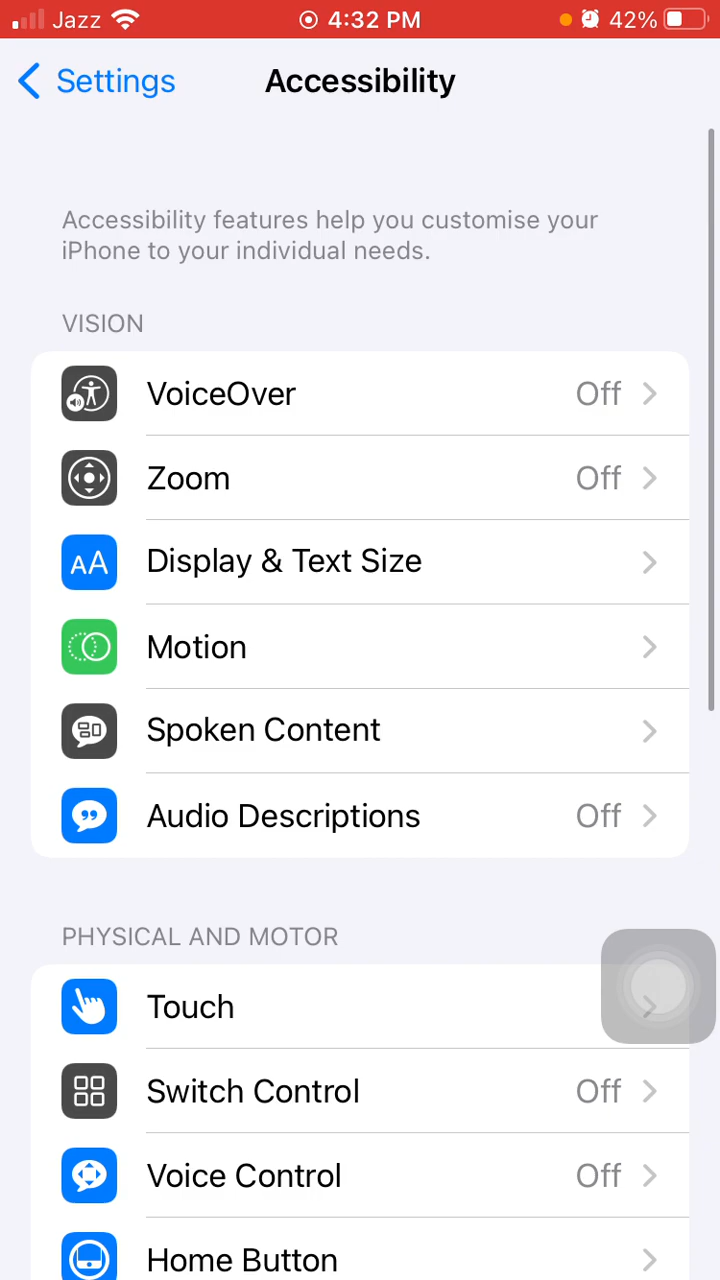 Jazz 4:32 PM 42%
Settings Accessibility
Accessibility features help you customise your
iPhone to your individual needs.
VISION
VoiceOver Off
Zoom Off
AA Display & Text Size
Motion
Spoken Content
Audio Descriptions Off
PHYSICAL AND MOTOR
Touch
Switch Control Off
Voice Control Off
Home Button